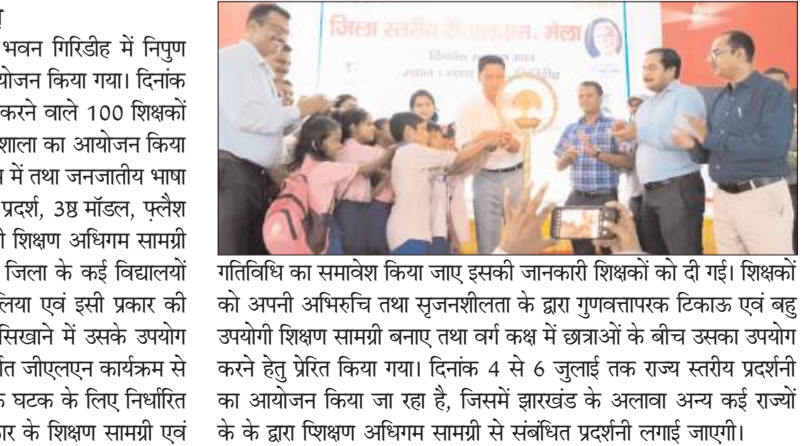 भवन गिरिडीह में निपुण
योजन किया गया। दिनांक
करने वाले 100 शिक्षकों
शाला का आयोजन किया
में तथा जनजातीय भाषा
प्रदर्श, 3ष्ठ मॉडल, फ़्लैश
शिक्षण अधिगम सामग्री
जिला के कई विद्यालयों
लिया एवं इसी प्रकार की
सिखाने में उसके उपयोग
र्त जीएलएन कार्यक्रम से
घटक के लिए निर्धारित
र के शिक्षण सामग्री एवं
जिला स्तरीय टी.एल.एम. मेला
गतिविधि का समावेश किया जाए इसकी जानकारी शिक्षकों को दी गई। शिक्षकों
को अपनी अभिरुचि तथा सृजनशीलता के द्वारा गुणवत्तापरक टिकाऊ एवं बहु
उपयोगी शिक्षण सामग्री बनाए तथा वर्ग कक्ष में छात्राओं के बीच उसका उपयोग
करने हेतु प्रेरित किया गया। दिनांक 4 से 6 जुलाई तक राज्य स्तरीय प्रदर्शनी
का आयोजन किया जा रहा है, जिसमें झारखंड के अलावा अन्य कई राज्यों
के के द्वारा प्शिक्षण अधिगम सामग्री से संबंधित प्रदर्शनी लगाई जाएगी।